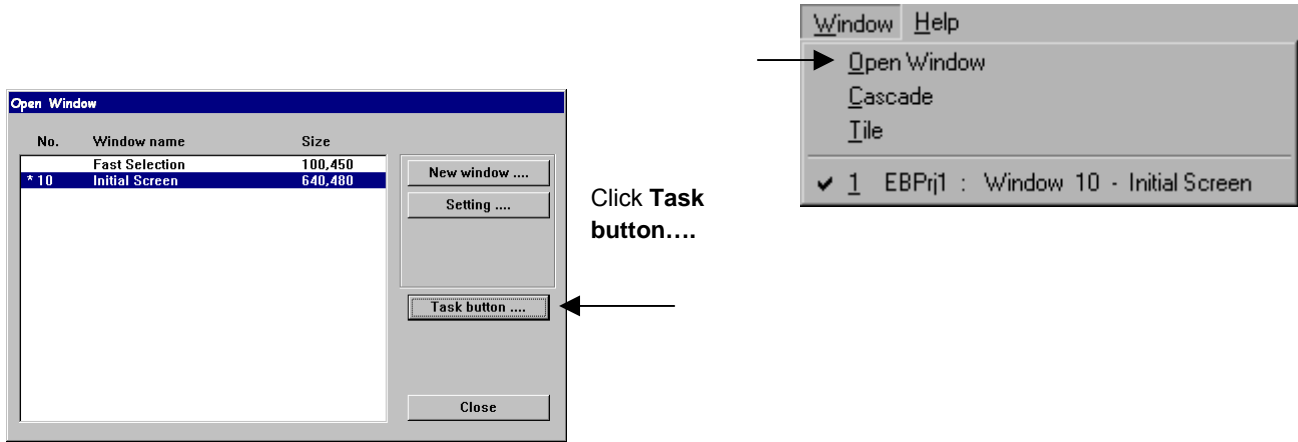 Window Help
Open Window
Cascade
Tile
✔ 1 EBPrj1 : Window 10 - Initial Screen
Open Window
No. Window name Size
Fast Selection 100,450
* 10 Initial Screen 640,480
New window ....
Setting ....
Task button ....
Close
Click Task
button….